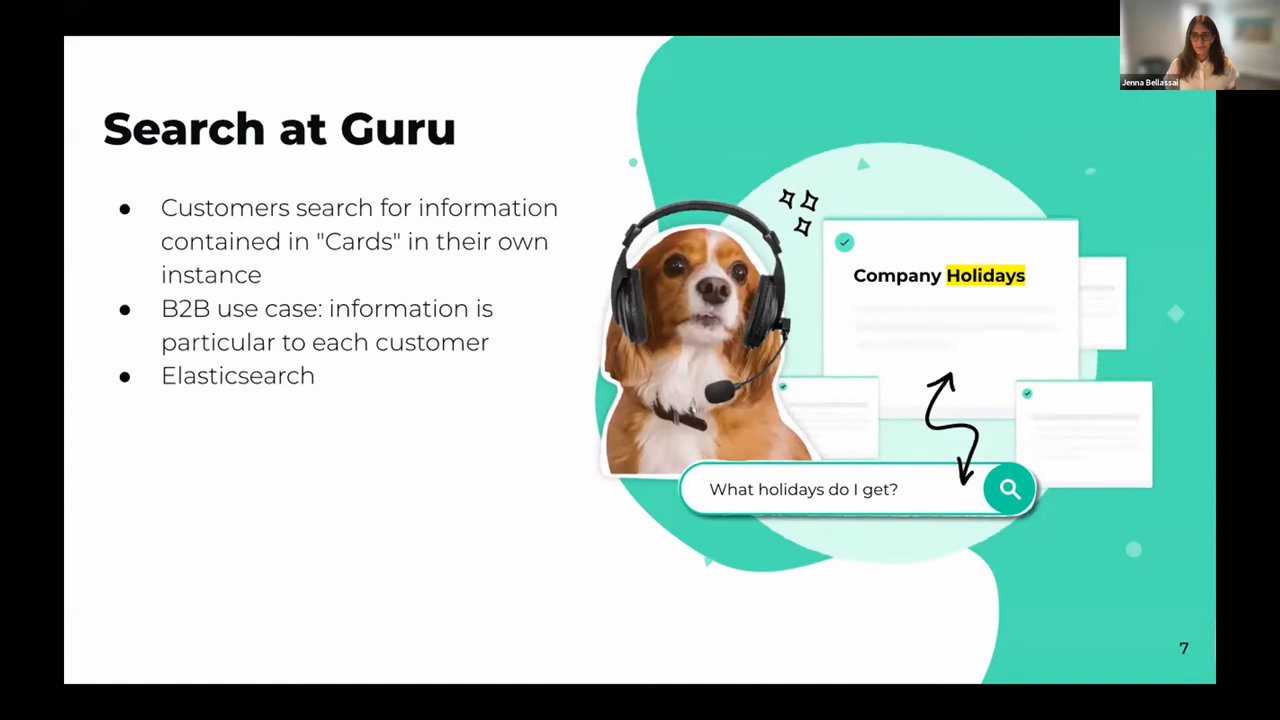 Jenna Bellassai
Search at Guru
● Customers search for information
contained in "Cards" in their own
instance
● B2B use case: information is
particular to each customer
● Elasticsearch
Company Holidays
What holidays do I get?
7